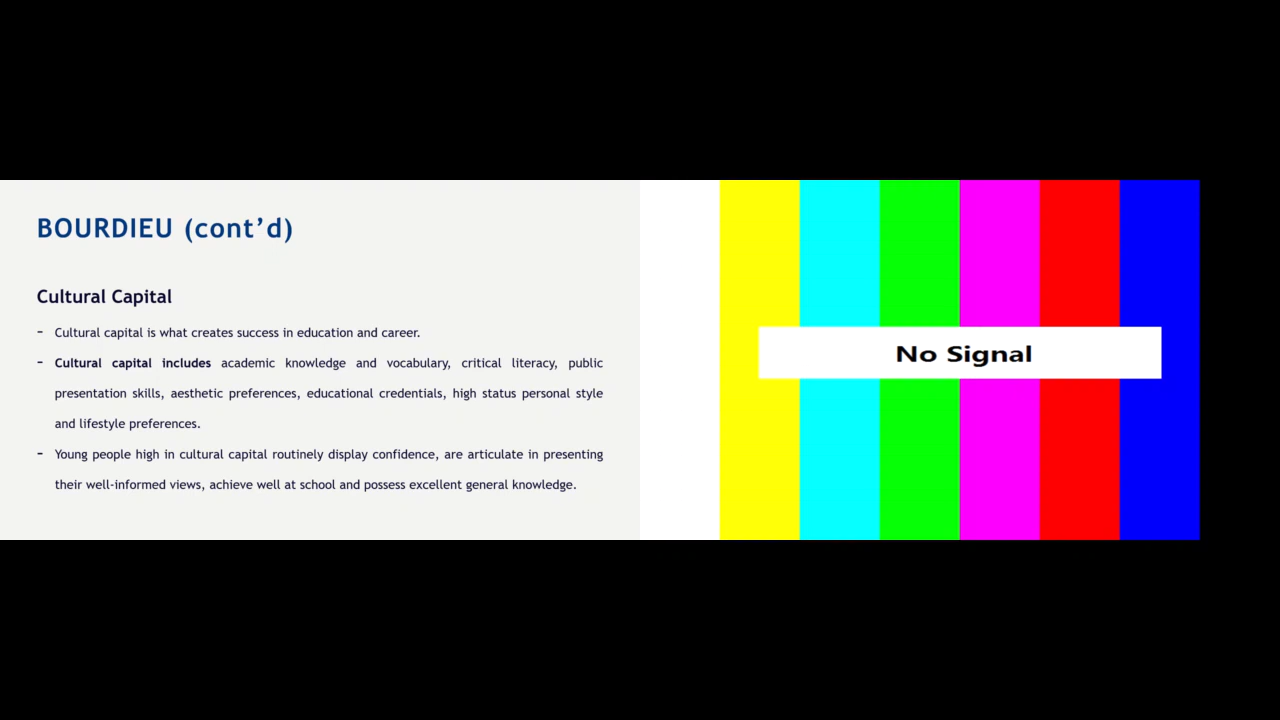 BOURDIEU (cont’d)
Cultural Capital
- Cultural capital is what creates success in education and career.
- Cultural capital includes academic knowledge and vocabulary, critical literacy, public
presentation skills, aesthetic preferences, educational credentials, high status personal style
and lifestyle preferences.
- Young people high in cultural capital routinely display confidence, are articulate in presenting
their well-informed views, achieve well at school and possess excellent general knowledge.
No Signal